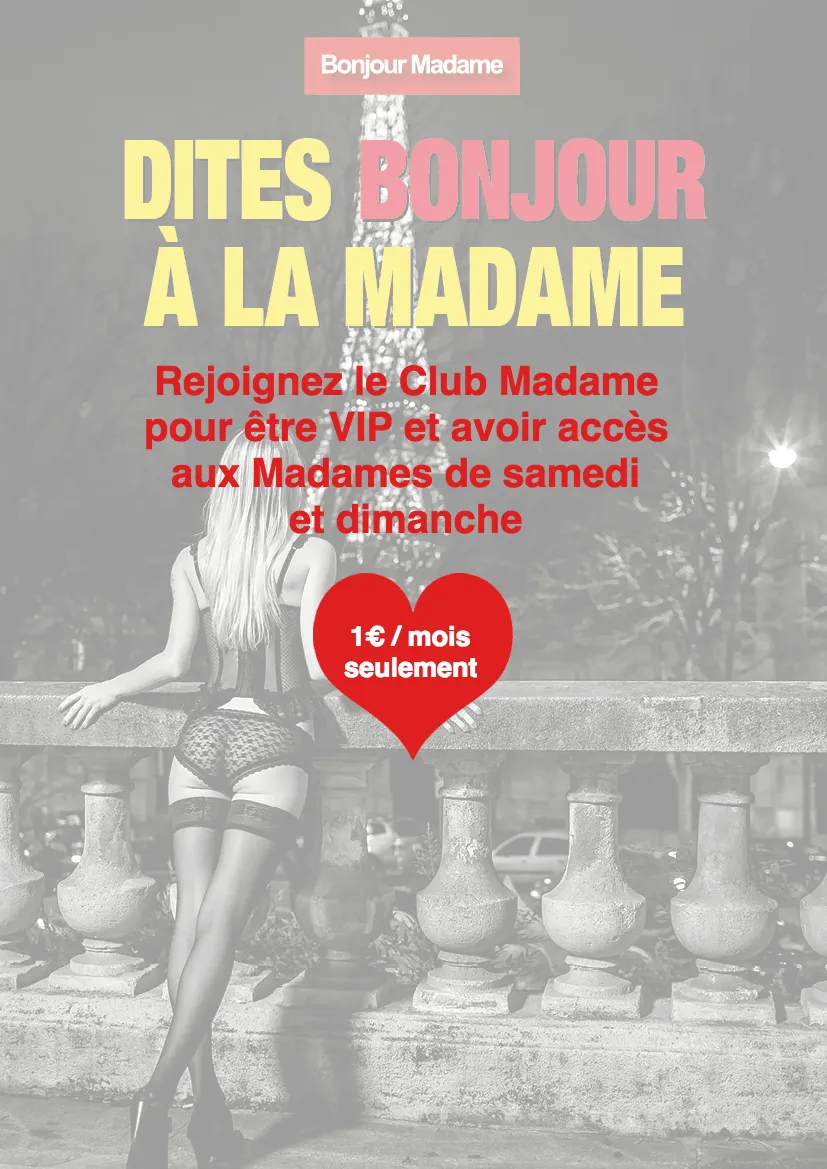 Bonjour Madame
DITES BONJOUR
À LA MADAME
Rejoignez le Club Madame
pour être VIP et avoir accès
aux Madames de samedi
et dimanche
1€ / mois
seulement